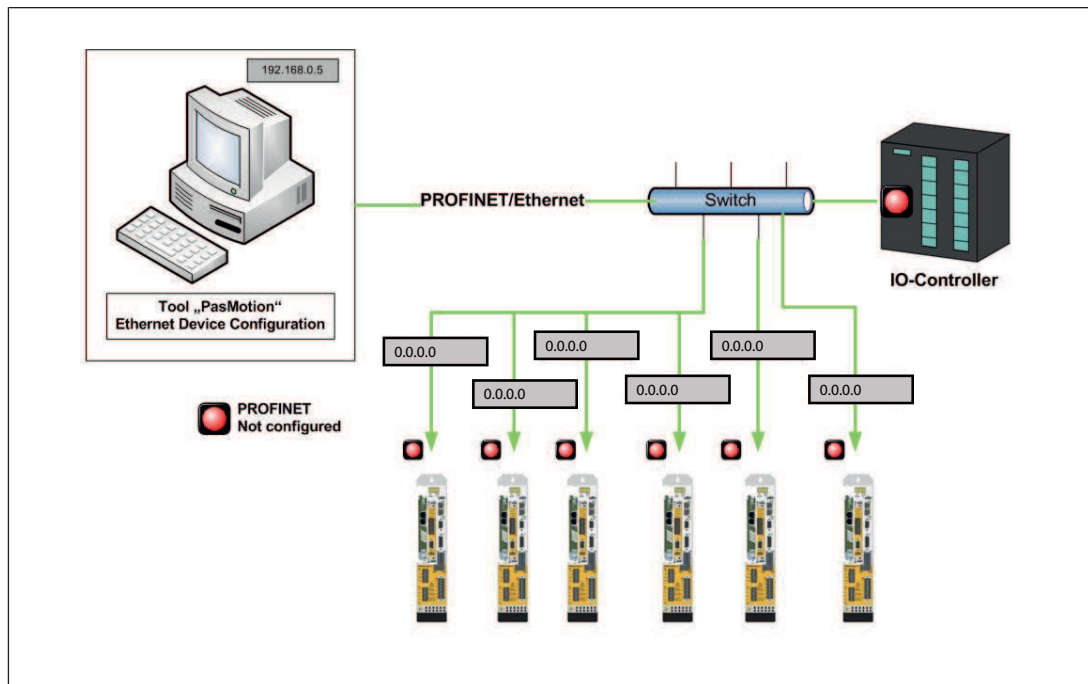 192.168.0.5
PROFINET/Ethernet
Switch
IO-Controller
Tool „PasMotion“
Ethernet Device Configuration
0.0.0.0
0.0.0.0
0.0.0.0
0.0.0.0
0.0.0.0
0.0.0.0
PROFINET
Not configured